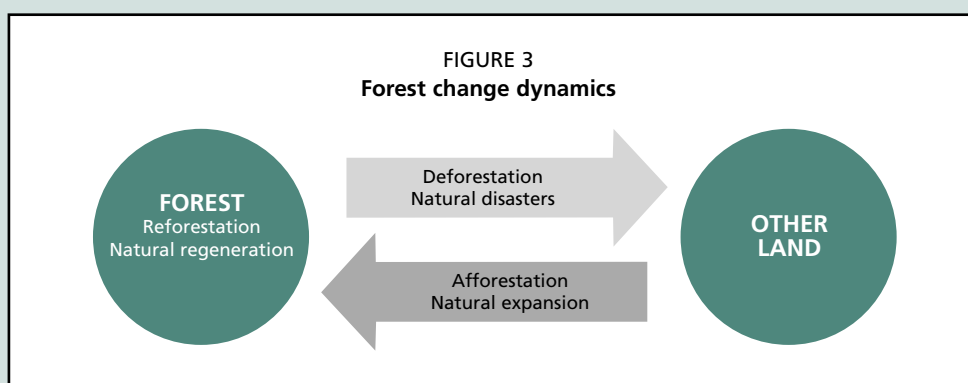 FIGURE 3
Forest change dynamics
FOREST
Reforestation
Natural regeneration
Deforestation
Natural disasters
Afforestation
Natural expansion
OTHER
LAND